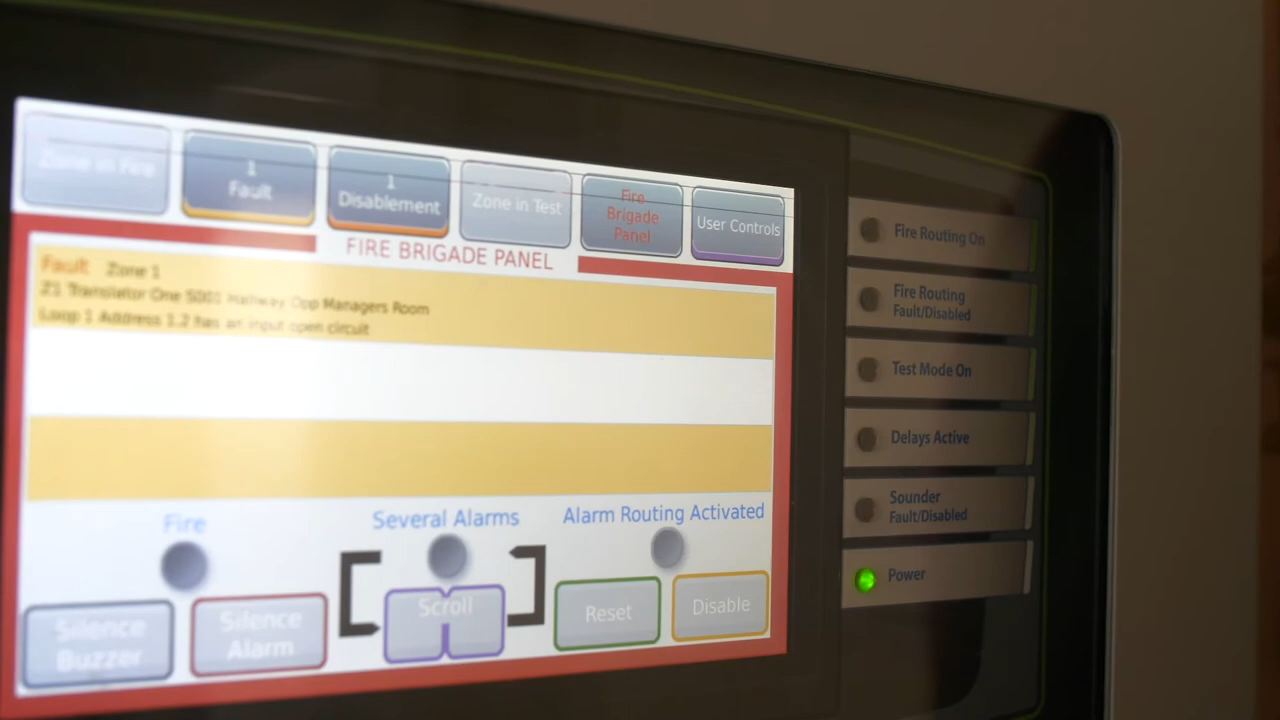 Zone in Fire
1
Fault
1
Disablement
Zone in Test
Fire
Brigade
Panel
User Controls
FIRE BRIGADE PANEL
Fault Zone 1
Z1 Translator One S001 Hallway Opp Managers Room
Loop 1 Address 1.2 has an input open circuit
Fire
Several Alarms
Alarm Routing Activated
Silence
Buzzer
Silence
Alarm
Scroll
Reset
Disable
Fire Routing On
Fire Routing
Fault/Disabled
Test Mode On
Delays Active
Sounder
Fault/Disabled
Power